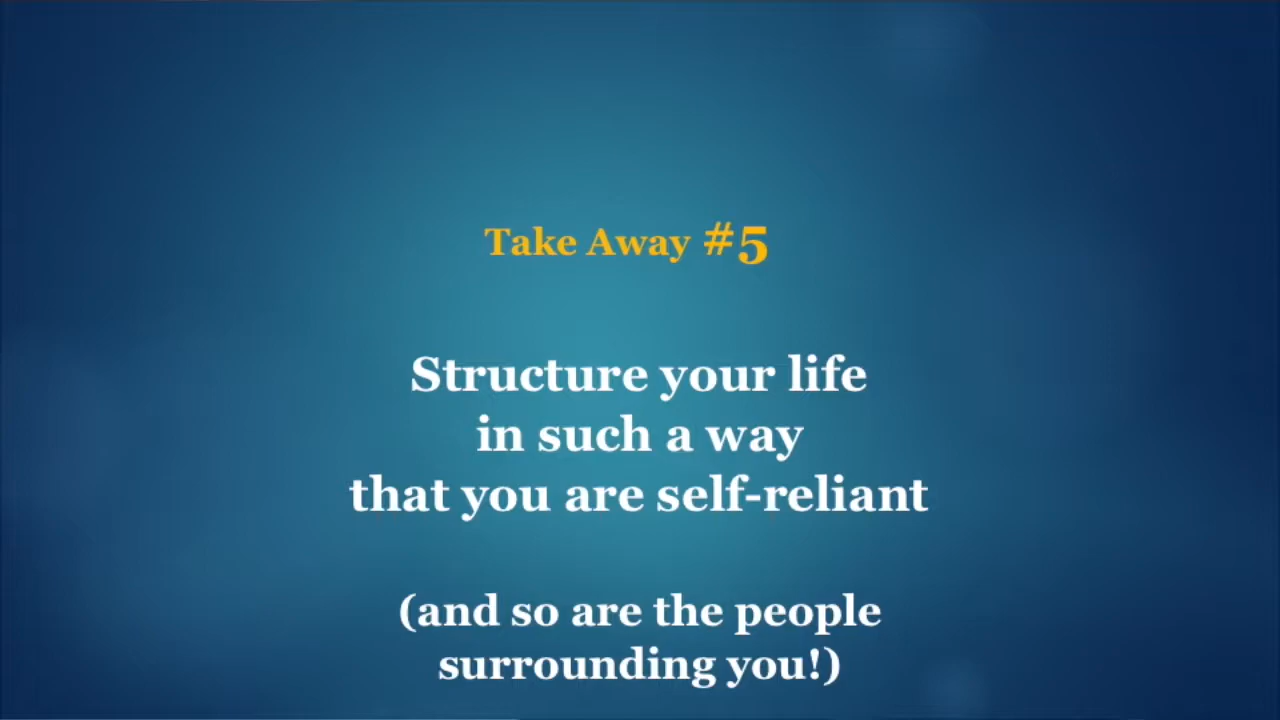 Take Away #5
Structure your life
in such a way
that you are self-reliant
(and so are the people
surrounding you!)